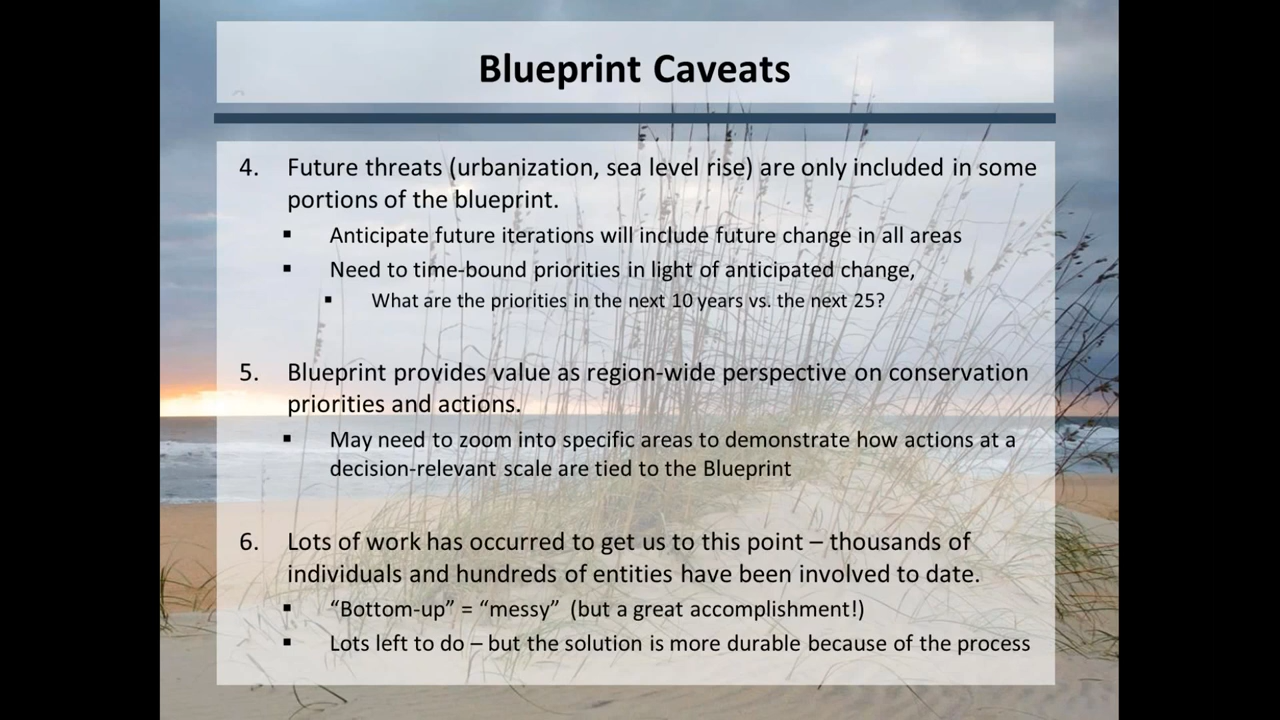 Blueprint Caveats
4. Future threats (urbanization, sea level rise) are only included in some
portions of the blueprint.
▪ Anticipate future iterations will include future change in all areas
▪ Need to time-bound priorities in light of anticipated change,
▪ What are the priorities in the next 10 years vs. the next 25?
5. Blueprint provides value as region-wide perspective on conservation
priorities and actions.
▪ May need to zoom into specific areas to demonstrate how actions at a
decision-relevant scale are tied to the Blueprint
6. Lots of work has occurred to get us to this point – thousands of
individuals and hundreds of entities have been involved to date.
▪ “Bottom-up” = “messy” (but a great accomplishment!)
▪ Lots left to do – but the solution is more durable because of the process